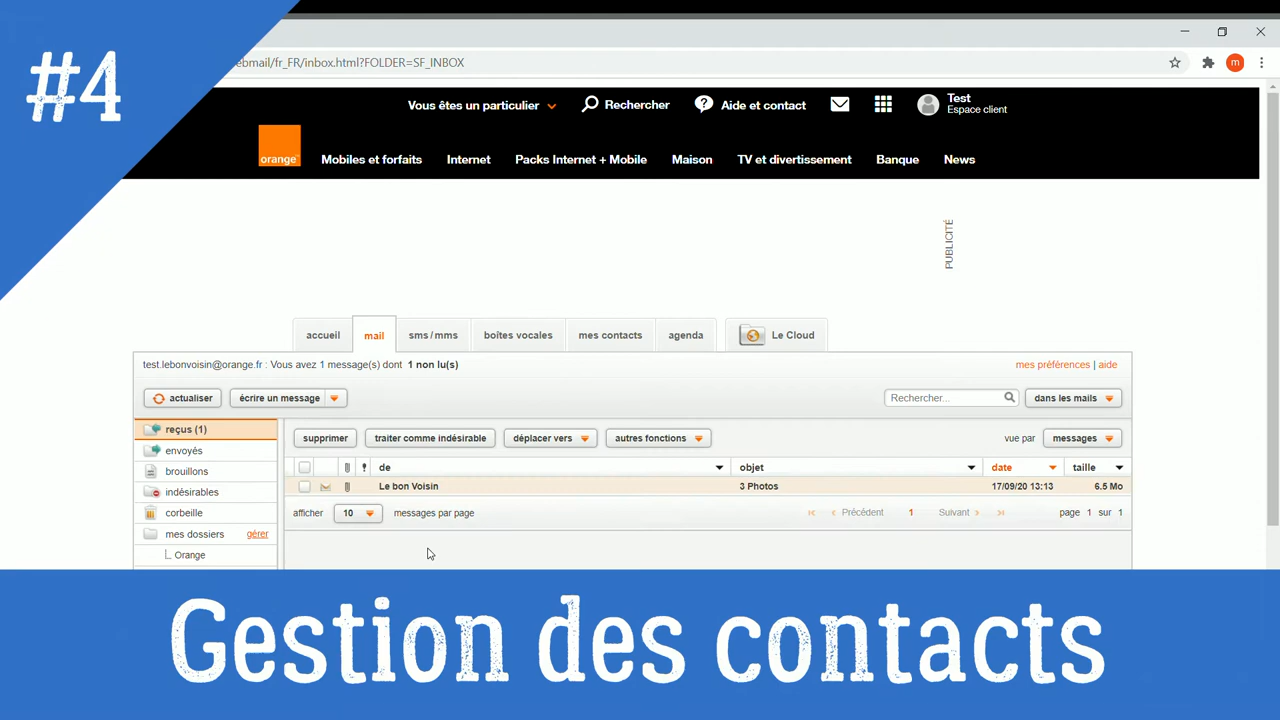 #4
ebmail/fr_FR/inbox.html?FOLDER=SF_INBOX
m
Vous êtes un particulier
Rechercher
Aide et contact
Test
Espace client
orange
Mobiles et forfaits
Internet
Packs Internet + Mobile
Maison
TV et divertissement
Banque
News
PUBLICITÉ
accueil
mail
sms/mms
boîtes vocales
mes contacts
agenda
Le Cloud
test.lebonvoisin@orange.fr : Vous avez 1 message(s) dont 1 non lu(s)
mes préférences | aide
actualiser
écrire un message
Rechercher...
dans les mails
reçus (1)
envoyés
brouillons
indésirables
corbeille
mes dossiers gérer
Orange
supprimer
traiter comme indésirable
déplacer vers
autres fonctions
vue par
messages
de
objet
date
taille
Le bon Voisin
3 Photos
17/09/20 13:13
6.5 Mo
afficher 10 messages par page
Précédent 1 Suivant
page 1 sur 1
Gestion des contacts